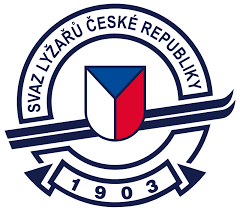 SVAZ LYŽAŘŮ ČESKÉ REPUBLIKY
1903